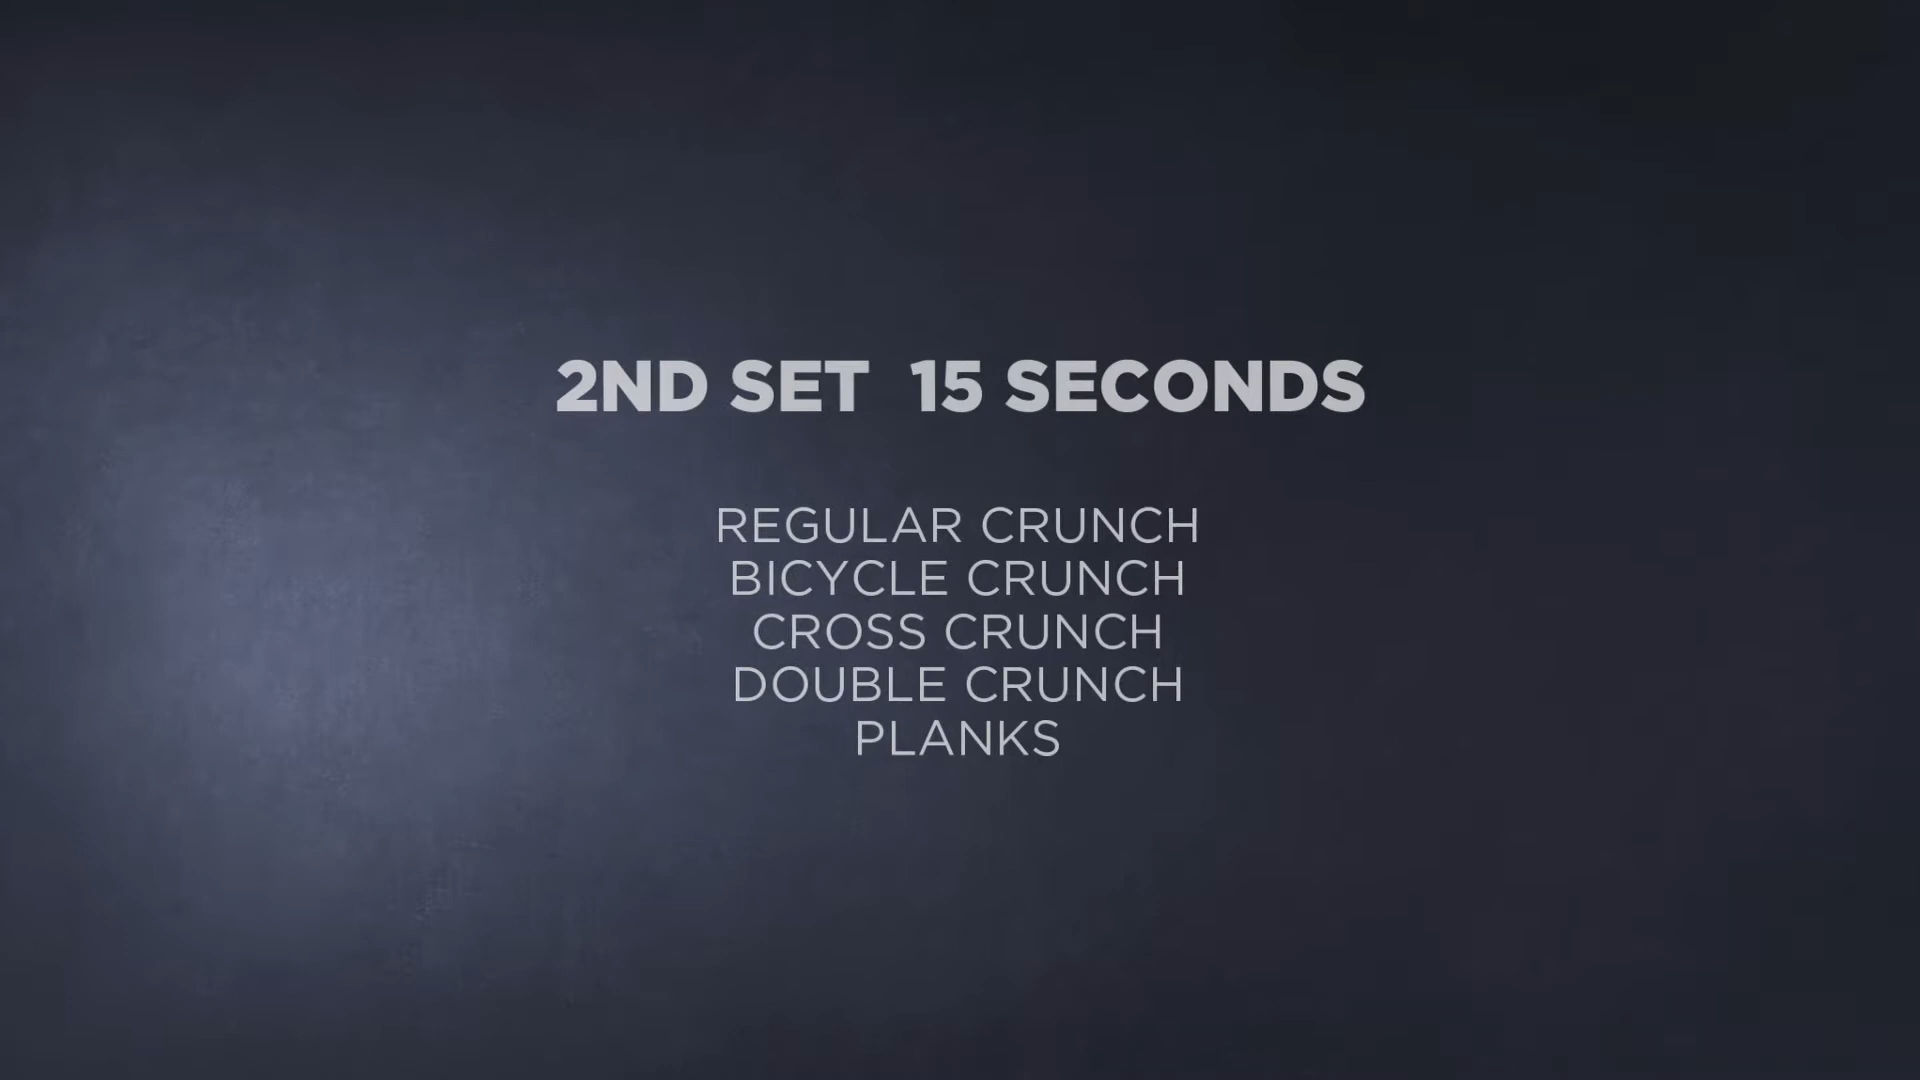 2ND SET 15 SECONDS
REGULAR CRUNCH
BICYCLE CRUNCH
CROSS CRUNCH
DOUBLE CRUNCH
PLANKS